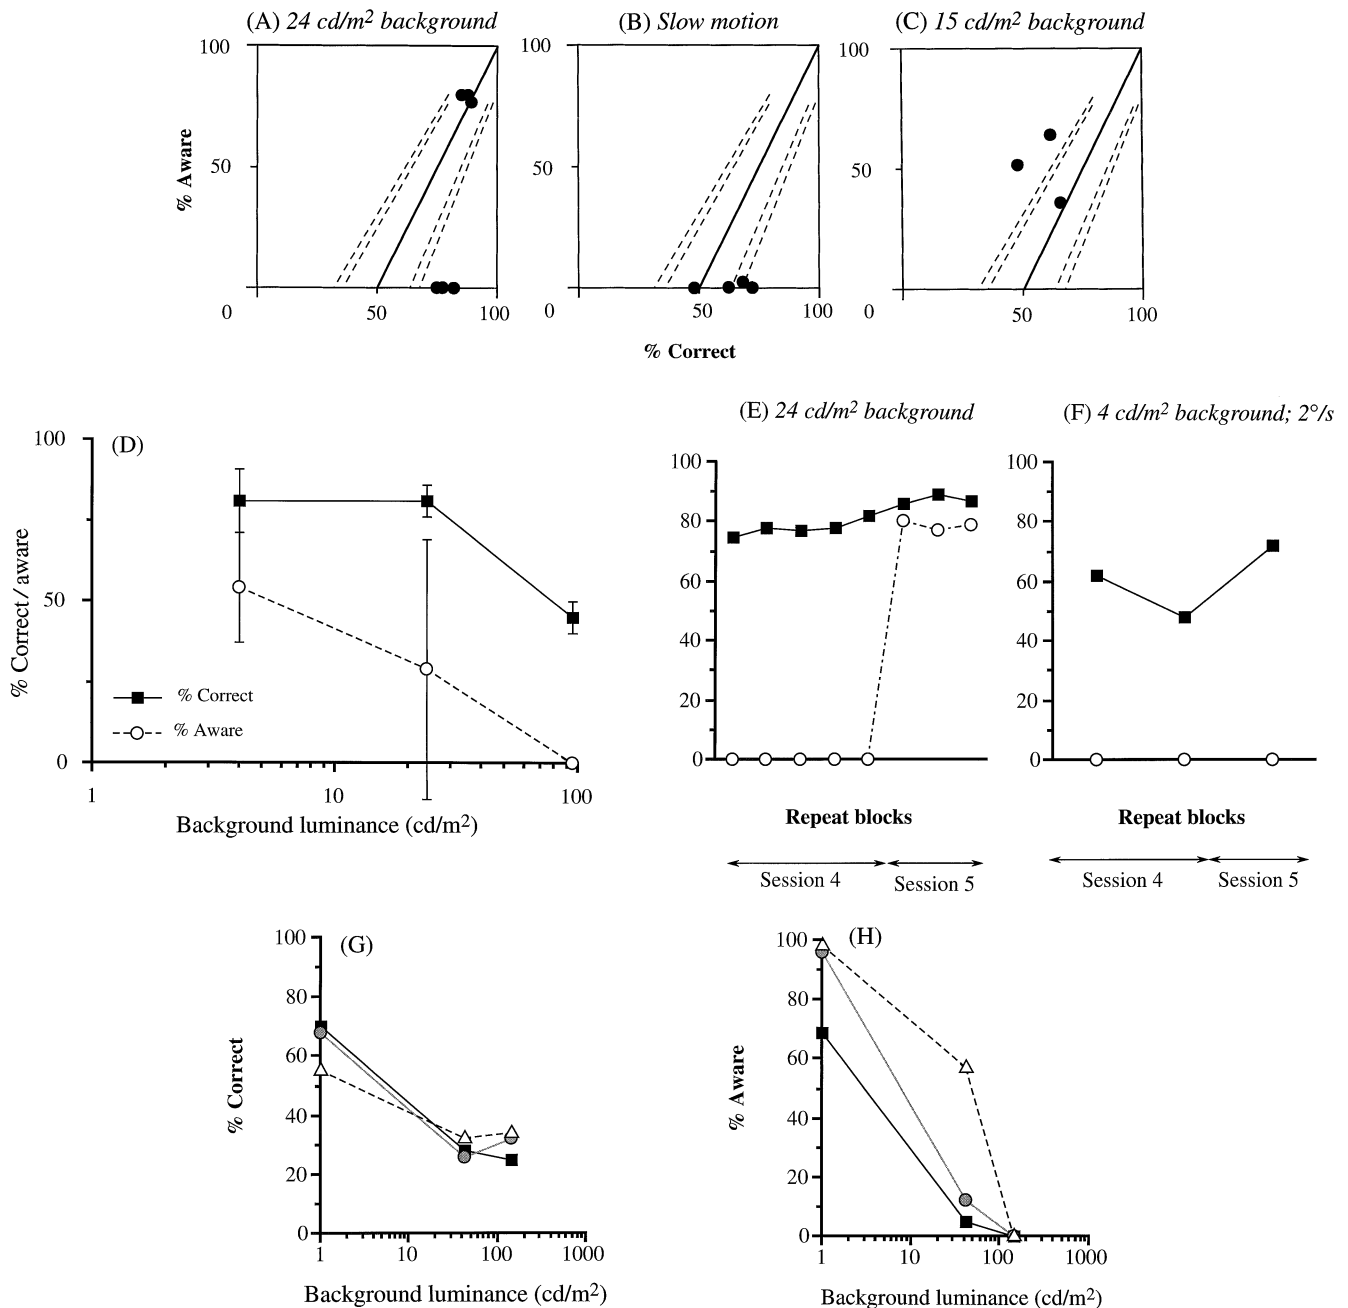 (A) 24 cd/m2 background
(B) Slow motion
(C) 15 cd/m2 background
100
50
0
50
100
% Aware
100
50
0
50
100
100
50
0
50
100
% Correct
(D)
100
50
0
1
10
100
% Correct / aware
% Correct
% Aware
Background luminance (cd/m2)
(E) 24 cd/m2 background
100
80
60
40
20
0
Repeat blocks
Session 4
Session 5
(F) 4 cd/m2 background; 2°/s
100
80
60
40
20
0
Repeat blocks
Session 4
Session 5
(G)
100
80
60
40
20
0
1
10
100
1000
% Correct
Background luminance (cd/m2)
(H)
100
80
60
40
20
0
1
10
100
1000
% Aware
Background luminance (cd/m2)